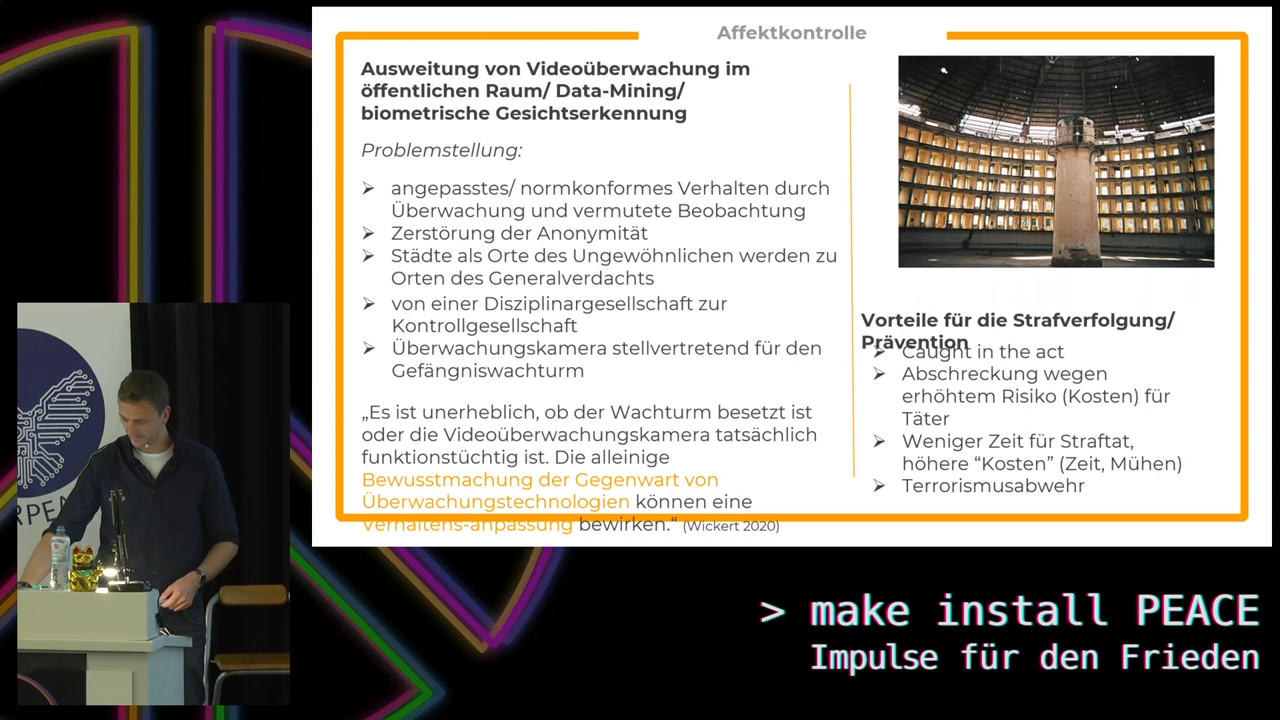 Affektkontrolle
Ausweitung von Videoüberwachung im
öffentlichen Raum/ Data-Mining/
biometrische Gesichtserkennung
Problemstellung:
➢ angepasstes/ normkonformes Verhalten durch
Überwachung und vermutete Beobachtung
➢ Zerstörung der Anonymität
➢ Städte als Orte des Ungewöhnlichen werden zu
Orten des Generalverdachts
➢ von einer Disziplinargesellschaft zur
Kontrollgesellschaft
➢ Überwachungskamera stellvertretend für den
Gefängniswachturm
„Es ist unerheblich, ob der Wachturm besetzt ist
oder die Videoüberwachungskamera tatsächlich
funktionstüchtig ist. Die alleinige
Bewusstmachung der Gegenwart von
Überwachungstechnologien können eine
Verhaltens-anpassung bewirken.“ (Wickert 2020)
Vorteile für die Strafverfolgung/
Prävention
➢ Caught in the act
➢ Abschreckung wegen
erhöhtem Risiko (Kosten) für
Täter
➢ Weniger Zeit für Straftat,
höhere “Kosten” (Zeit, Mühen)
➢ Terrorismusabwehr
> make install PEACE
Impulse für den Frieden